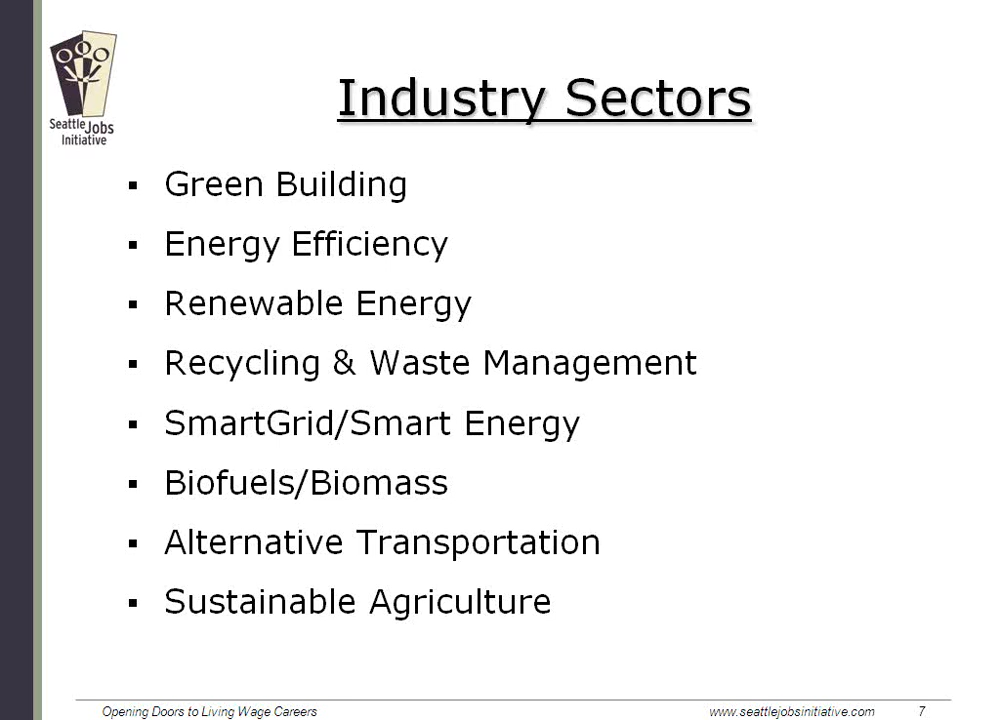 Seattle Jobs
Initiative
Industry Sectors
▪ Green Building
▪ Energy Efficiency
▪ Renewable Energy
▪ Recycling & Waste Management
▪ SmartGrid/Smart Energy
▪ Biofuels/Biomass
▪ Alternative Transportation
▪ Sustainable Agriculture
Opening Doors to Living Wage Careers www.seattlejobsinitiative.com 7